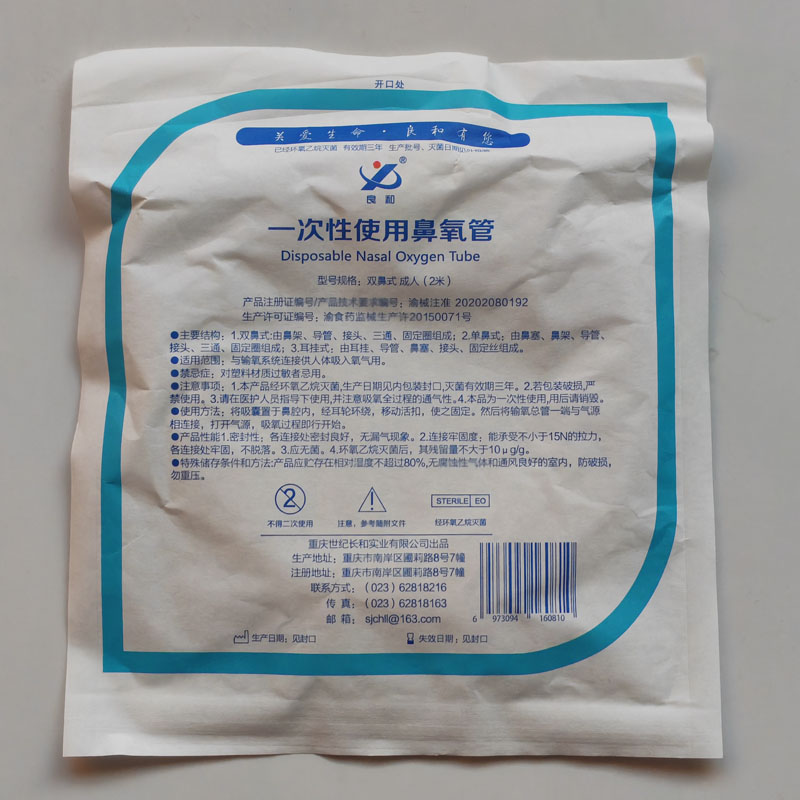 开口处
关爱生命·良和有您
已经环氧乙烷灭菌 有效期三年 生产批号、灭菌日期
®
良和
一次性使用鼻氧管
Disposable Nasal Oxygen Tube
型号规格：双鼻式 成人（2米）
产品注册证编号/产品技术要求编号：渝械注准 20202080192
生产许可证编号：渝食药监械生产许20150071号
●主要结构：1.双鼻式:由鼻架、导管、接头、三通、固定圈组成；2.单鼻式：由鼻塞、鼻架、导管、
接头、三通、固定圈组成；3.耳挂式：由耳挂、导管、鼻塞、接头、固定丝组成。
●适用范围：与输氧系统连接供人体吸入氧气用。
●禁忌症：对塑料材质过敏者忌用。
●注意事项：1.本产品经环氧乙烷灭菌,生产日期见内包装封口,灭菌有效期三年。2.若包装破损,严
禁使用。3.请在医护人员指导下使用,并注意吸氧全过程的通气性。4.本品为一次性使用,用后请销毁。
●使用方法：将吸囊置于鼻腔内，经耳轮环绕，移动活扣，使之固定。然后将输氧总管一端与气源
相连接，打开气源，吸氧过程即行开始。
●产品性能1.密封性：各连接处密封良好，无漏气现象。2.连接牢固度：能承受不小于15N的拉力，
各连接处牢固，不脱落。3.应无菌。4.环氧乙烷灭菌后，其残留量不大于10μg/g。
●特殊储存条件和方法:产品应贮存在相对湿度不超过80%,无腐蚀性气体和通风良好的室内，防破损，
勿重压。
2
STERILE EO
不得二次使用 注意，参考随附文件 经环氧乙烷灭菌
重庆世纪长和实业有限公司出品
生产地址：重庆市南岸区圃莉路8号7幢
注册地址：重庆市南岸区圃莉路8号7幢
联系方式：（023）62818216
传 真：（023）62818163
邮 箱：sjchll@163.com
6 973094 160810
生产日期：见封口 失效日期：见封口